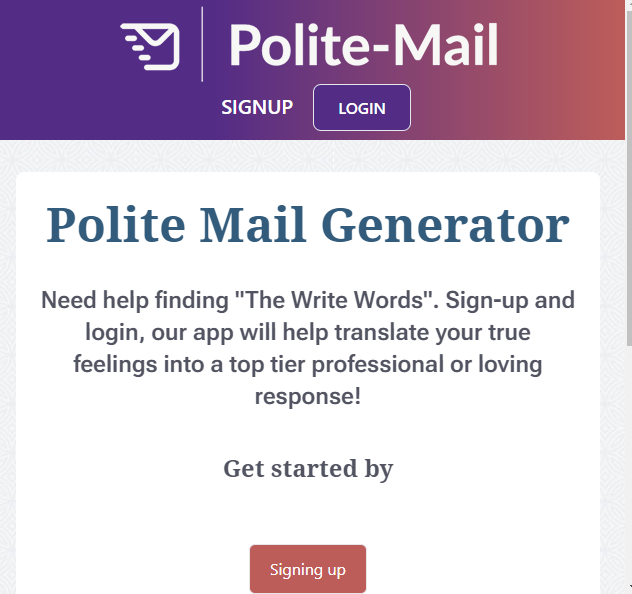 Polite-Mail
SIGNUP LOGIN
Polite Mail Generator
Need help finding "The Write Words". Sign-up and
login, our app will help translate your true
feelings into a top tier professional or loving
response!
Get started by
Signing up